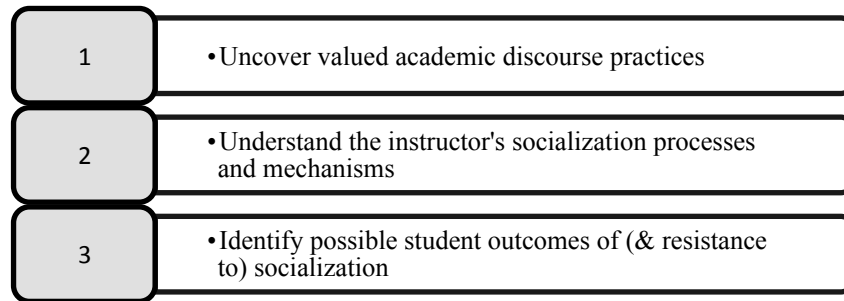 1
•Uncover valued academic discourse practices
2
•Understand the instructor's socialization processes
and mechanisms
3
•Identify possible student outcomes of (& resistance
to) socialization